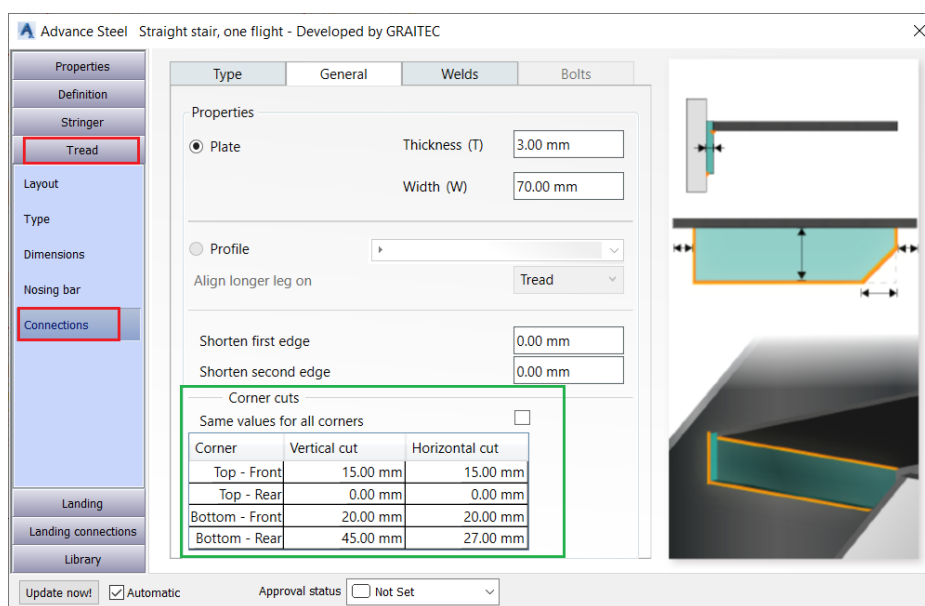 Advance Steel Straight stair, one flight - Developed by GRAITEC
Properties
Definition
Stringer
Tread
Layout
Type
Dimensions
Nosing bar
Connections
Landing
Landing connections
Library
Type General Welds Bolts
Properties
Plate Thickness (T) 3.00 mm
Width (W) 70.00 mm
Profile
Align longer leg on Tread
Shorten first edge 0.00 mm
Shorten second edge 0.00 mm
Corner cuts
Same values for all corners
Corner Vertical cut Horizontal cut
Top - Front 15.00 mm 15.00 mm
Top - Rear 0.00 mm 0.00 mm
Bottom - Front 20.00 mm 20.00 mm
Bottom - Rear 45.00 mm 27.00 mm
Update now! Automatic Approval status Not Set